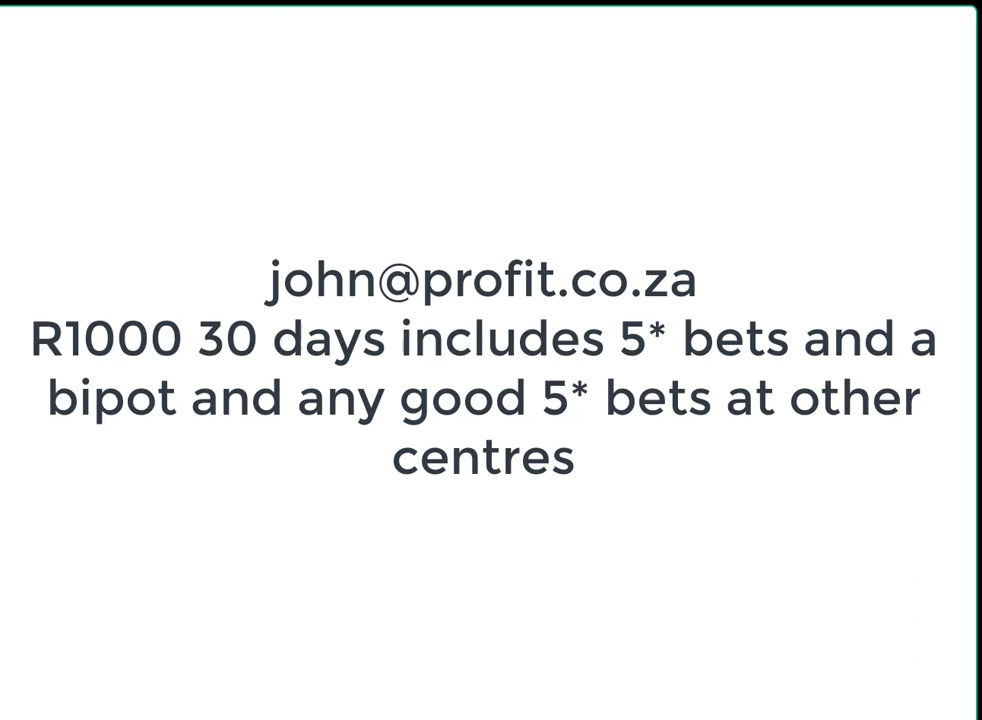 john@profit.co.za
R1000 30 days includes 5* bets and a
bipot and any good 5* bets at other
centres